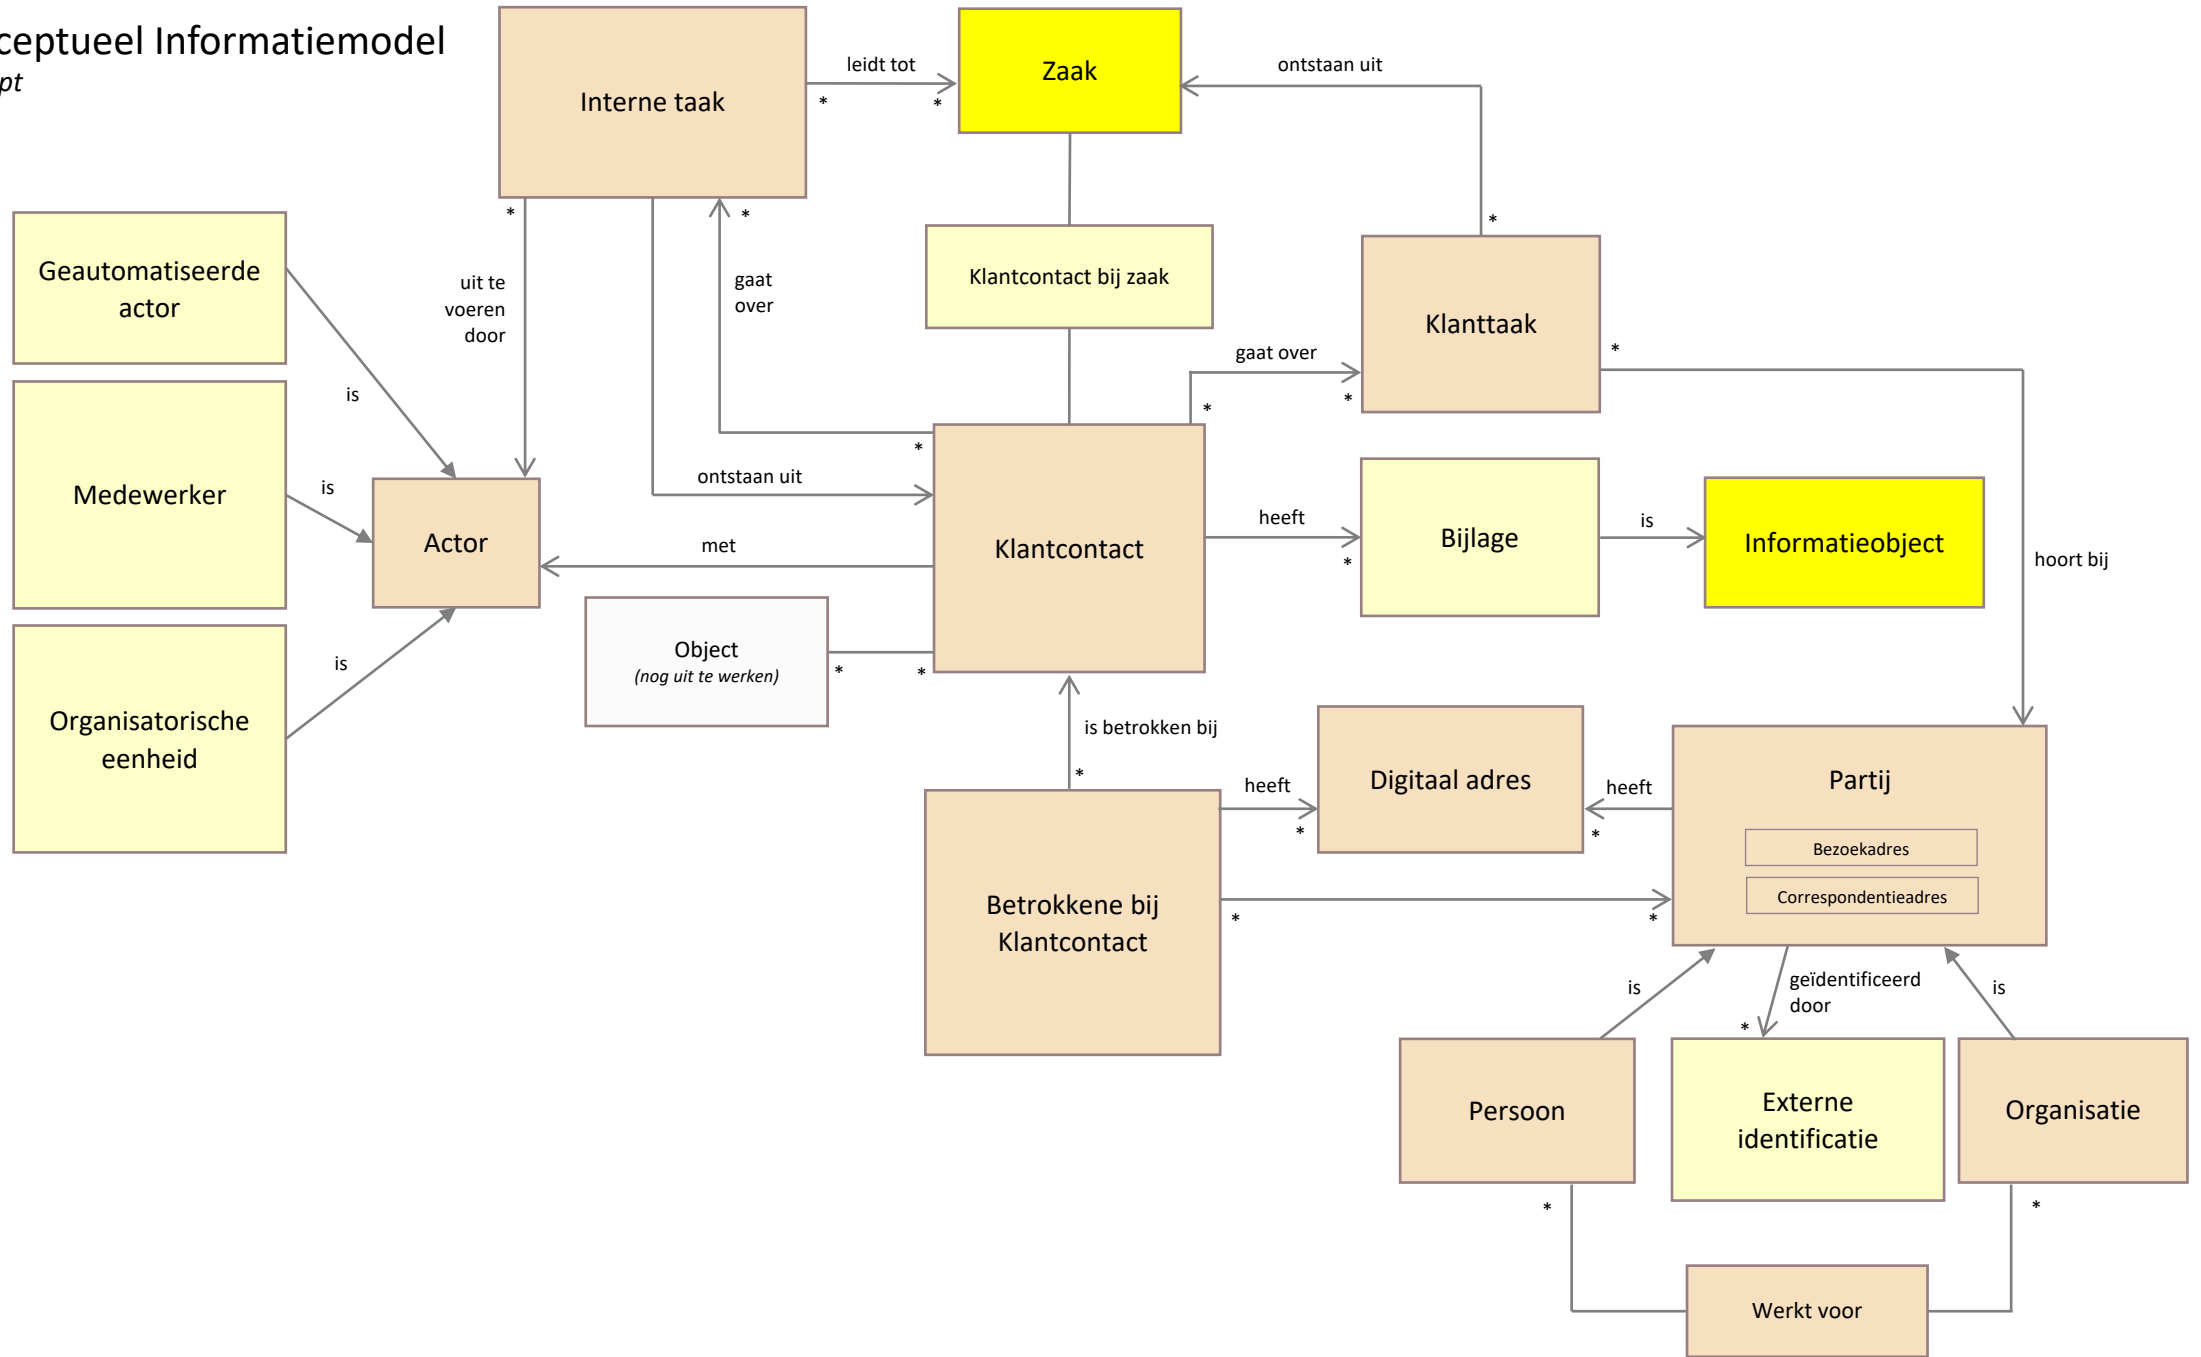 ceptueel Informatiemodel
pt
Interne taak
leidt tot
*
*
Zaak
ontstaan uit
*
Geautomatiseerde
actor
is
*
uit te
voeren
door
*
gaat
over
Klantcontact bij zaak
Klanttaak
*
gaat over
*
*
Medewerker
is
Actor
*
ontstaan uit
met
Klantcontact
heeft
*
Bijlage
is
Informatieobject
hoort bij
Organisatorische
eenheid
is
Object
(nog uit te werken)
*
*
is betrokken bij
*
Betrokkene bij
Klantcontact
heeft
*
Digitaal adres
heeft
*
Partij
Bezoekadres
Correspondentieadres
*
*
is
geïdentificeerd
door
*
is
Persoon
Externe
identificatie
Organisatie
*
*
Werkt voor